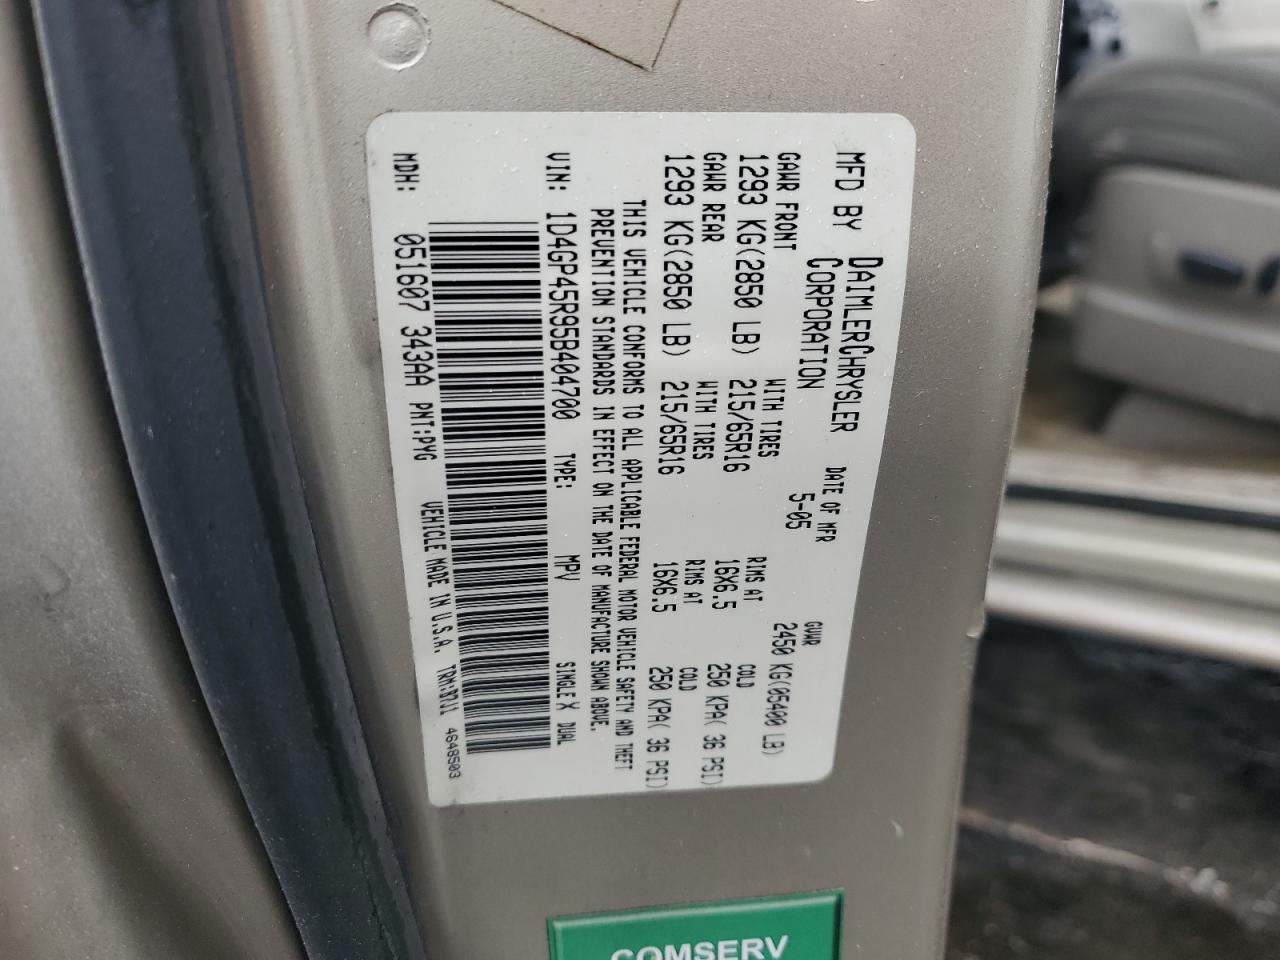 MFD BY DAIMLERCHRYSLER CORPORATION
DATE OF MFR 5-05
GVWR 2450 KG(05400 LB)
GAWR FRONT WITH TIRES RIMS AT COLD
1293 KG(2850 LB) 215/65R16 16X6.5 250 KPA( 36 PSI)
GAWR REAR WITH TIRES RIMS AT COLD
1293 KG(2850 LB) 215/65R16 16X6.5 250 KPA( 36 PSI)
THIS VEHICLE CONFORMS TO ALL APPLICABLE FEDERAL MOTOR VEHICLE SAFETY AND THEFT
PREVENTION STANDARDS IN EFFECT ON THE DATE OF MANUFACTURE SHOWN ABOVE.
VIN: 1D4GP45R95B404700 TYPE: MPV SINGLE X DUAL
MDH: 051607 343AA PNT:PYG VEHICLE MADE IN U.S.A. 4648503
COMSERV